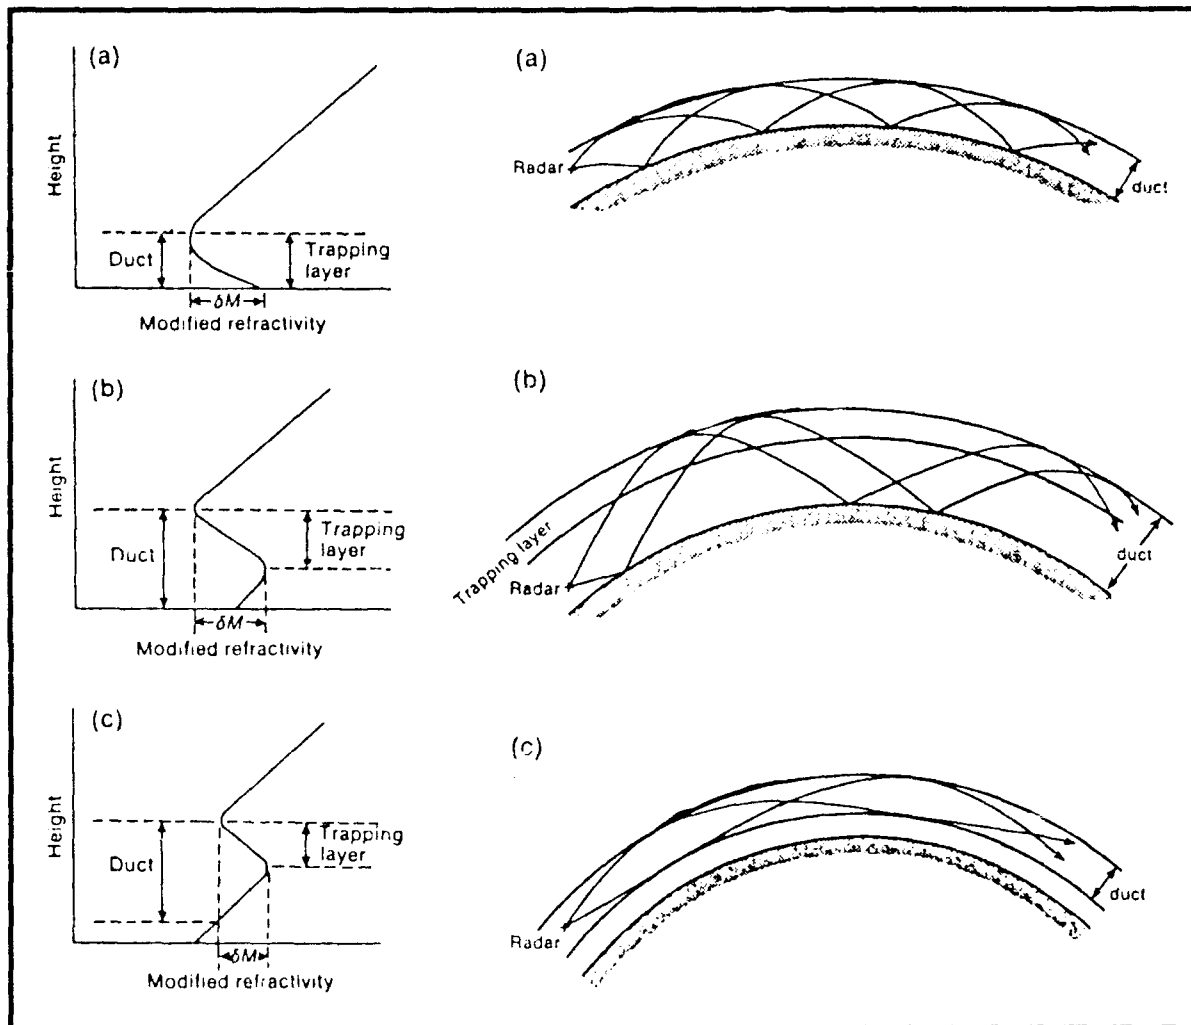 (a)
Height
Duct
Trapping
layer
δM
Modified refractivity
(a)
Radar
duct
(b)
Height
Duct
Trapping
layer
δM
Modified refractivity
(b)
Trapping layer
Radar
duct
(c)
Height
Duct
Trapping
layer
δM
Modified refractivity
(c)
Radar
duct